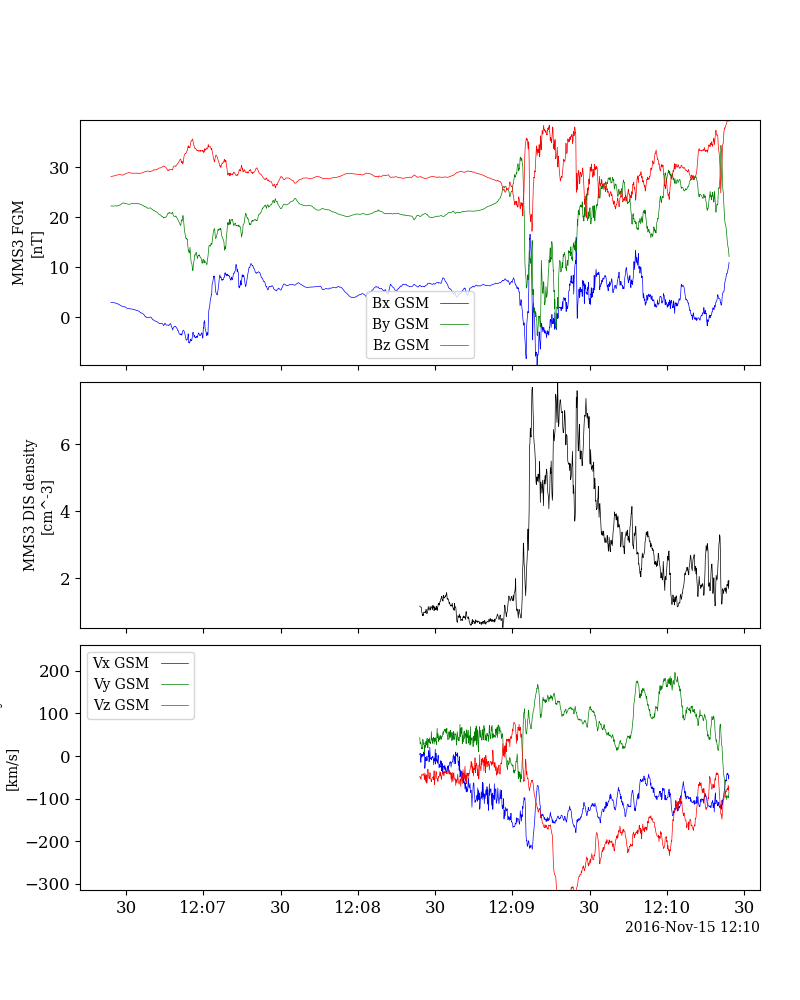 30
20
10
0
MMS3 FGM
[nT]
Bx GSM
By GSM
Bz GSM
6
4
2
MMS3 DIS density
[cm^-3]
200
100
0
−100
−200
−300
[km/s]
Vx GSM
Vy GSM
Vz GSM
30 12:07 30 12:08 30 12:09 30 12:10 30
2016-Nov-15 12:10